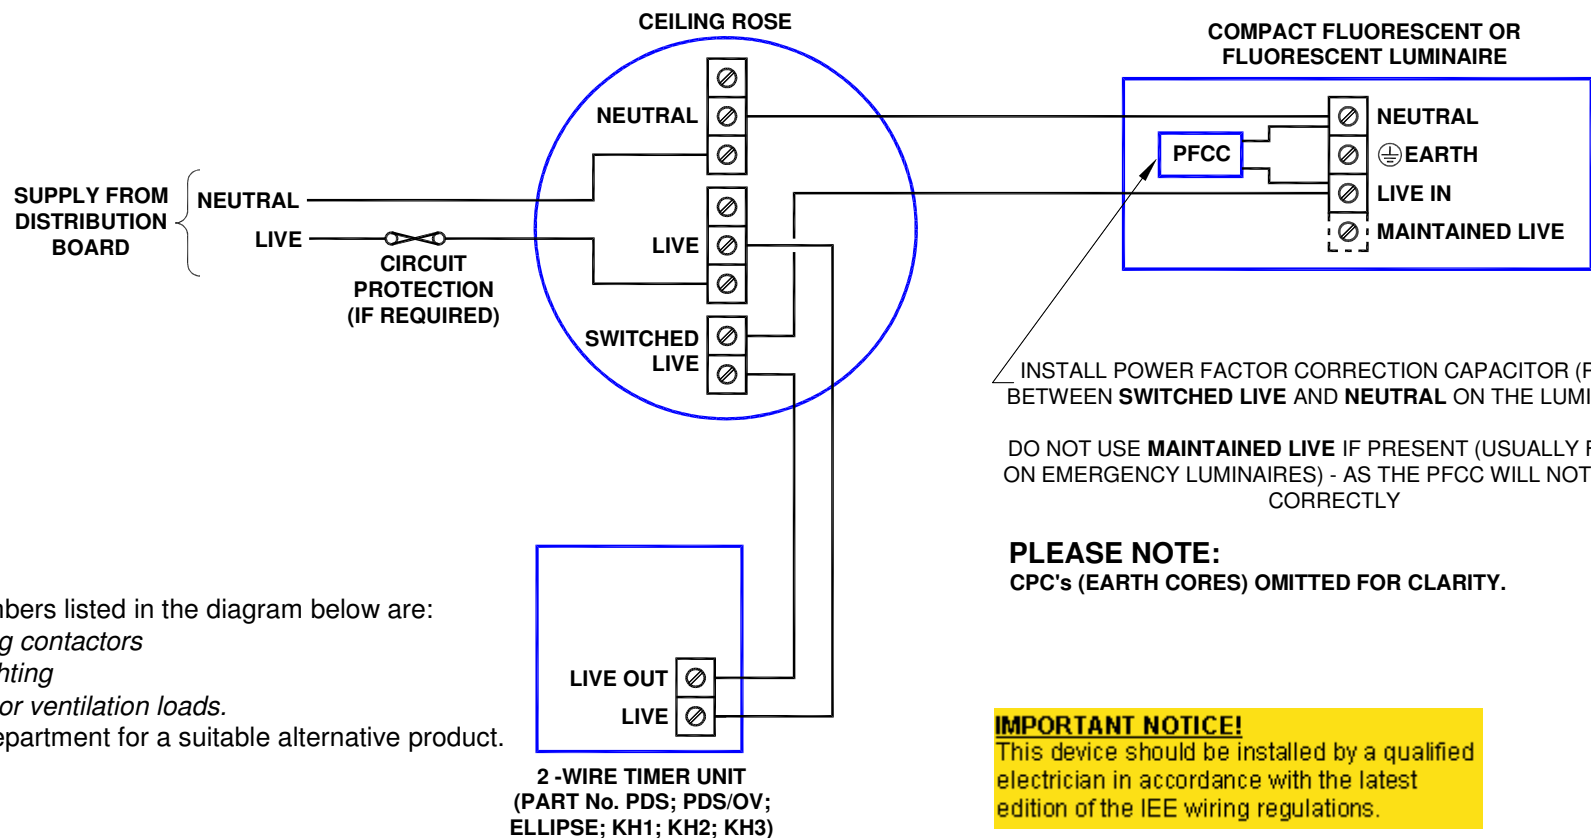 CEILING ROSE
COMPACT FLUORESCENT OR
FLUORESCENT LUMINAIRE
NEUTRAL
LIVE
SWITCHED
LIVE
SUPPLY FROM
DISTRIBUTION
BOARD
NEUTRAL
LIVE
CIRCUIT
PROTECTION
(IF REQUIRED)
PFCC
NEUTRAL
EARTH
LIVE IN
MAINTAINED LIVE
INSTALL POWER FACTOR CORRECTION CAPACITOR
BETWEEN SWITCHED LIVE AND NEUTRAL ON THE
DO NOT USE MAINTAINED LIVE IF PRESENT (USUALLY
ON EMERGENCY LUMINAIRES) - AS THE PFCC WILL NOT
CORRECTLY
PLEASE NOTE:
CPC's (EARTH CORES) OMITTED FOR CLARITY.
listed in the diagram below are:
contactors
or ventilation loads.
for a suitable alternative product.
LIVE OUT
LIVE
2 -WIRE TIMER UNIT
(PART No. PDS; PDS/OV;
ELLIPSE; KH1; KH2; KH3)
IMPORTANT NOTICE!
This device should be installed by a qualified
electrician in accordance with the latest
edition of the IEE wiring regulations.